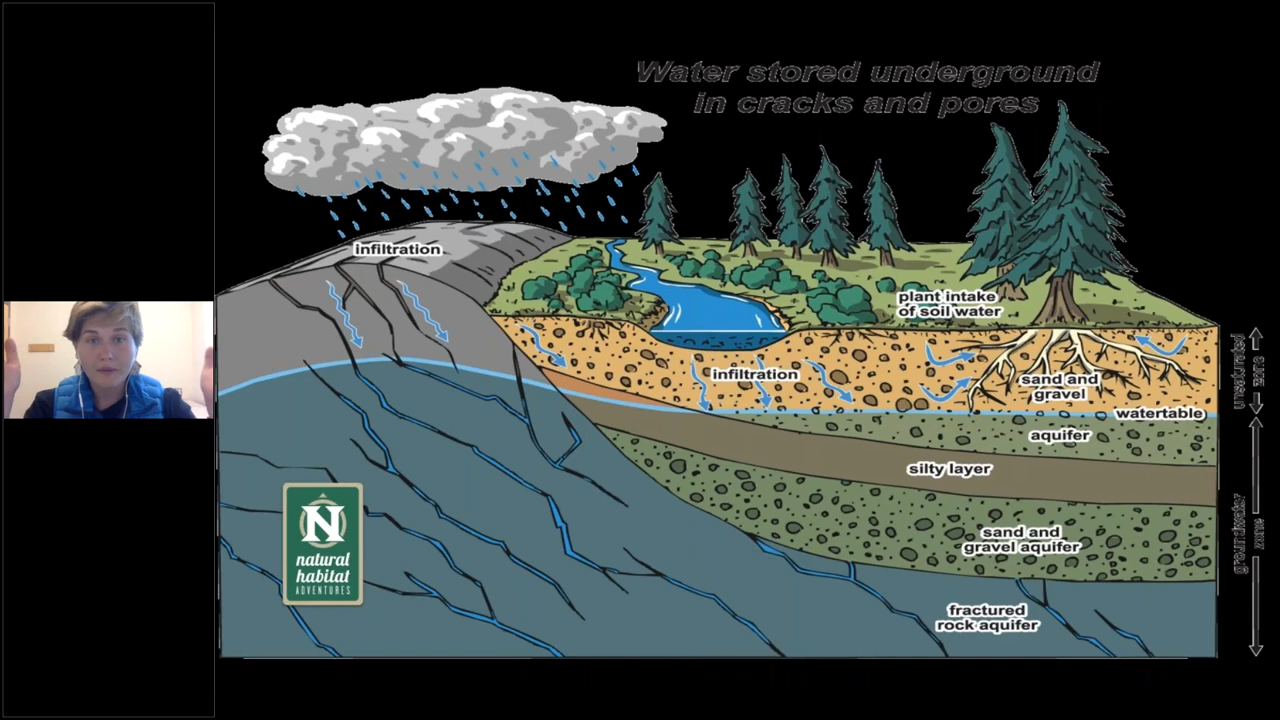 Water stored underground
in cracks and pores
infiltration
plant intake
of soil water
unsaturated
zone
infiltration
sand and
gravel
watertable
aquifer
silty layer
groundwater
zone
sand and
gravel aquifer
fractured
rock aquifer
N
natural
habitat
ADVENTURES